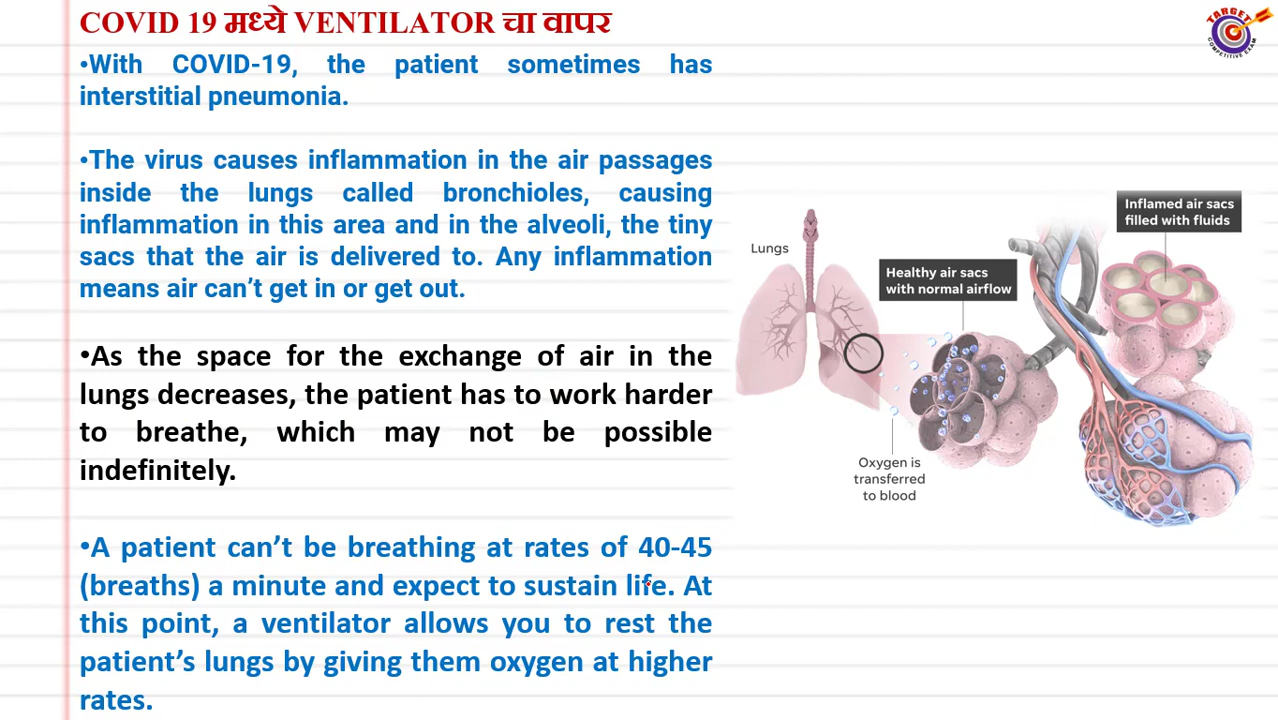 COVID 19 मध्ये VENTILATOR चा वापर
•With COVID-19, the patient sometimes has
interstitial pneumonia.
•The virus causes inflammation in the air passages
inside the lungs called bronchioles, causing
inflammation in this area and in the alveoli, the tiny
sacs that the air is delivered to. Any inflammation
means air can’t get in or get out.
•As the space for the exchange of air in the
lungs decreases, the patient has to work harder
to breathe, which may not be possible
indefinitely.
•A patient can’t be breathing at rates of 40-45
(breaths) a minute and expect to sustain life. At
this point, a ventilator allows you to rest the
patient’s lungs by giving them oxygen at higher
rates.
TARGET
COMPETITIVE EXAM
Lungs
Healthy air sacs
with normal airflow
Inflamed air sacs
filled with fluids
Oxygen is
transferred
to blood